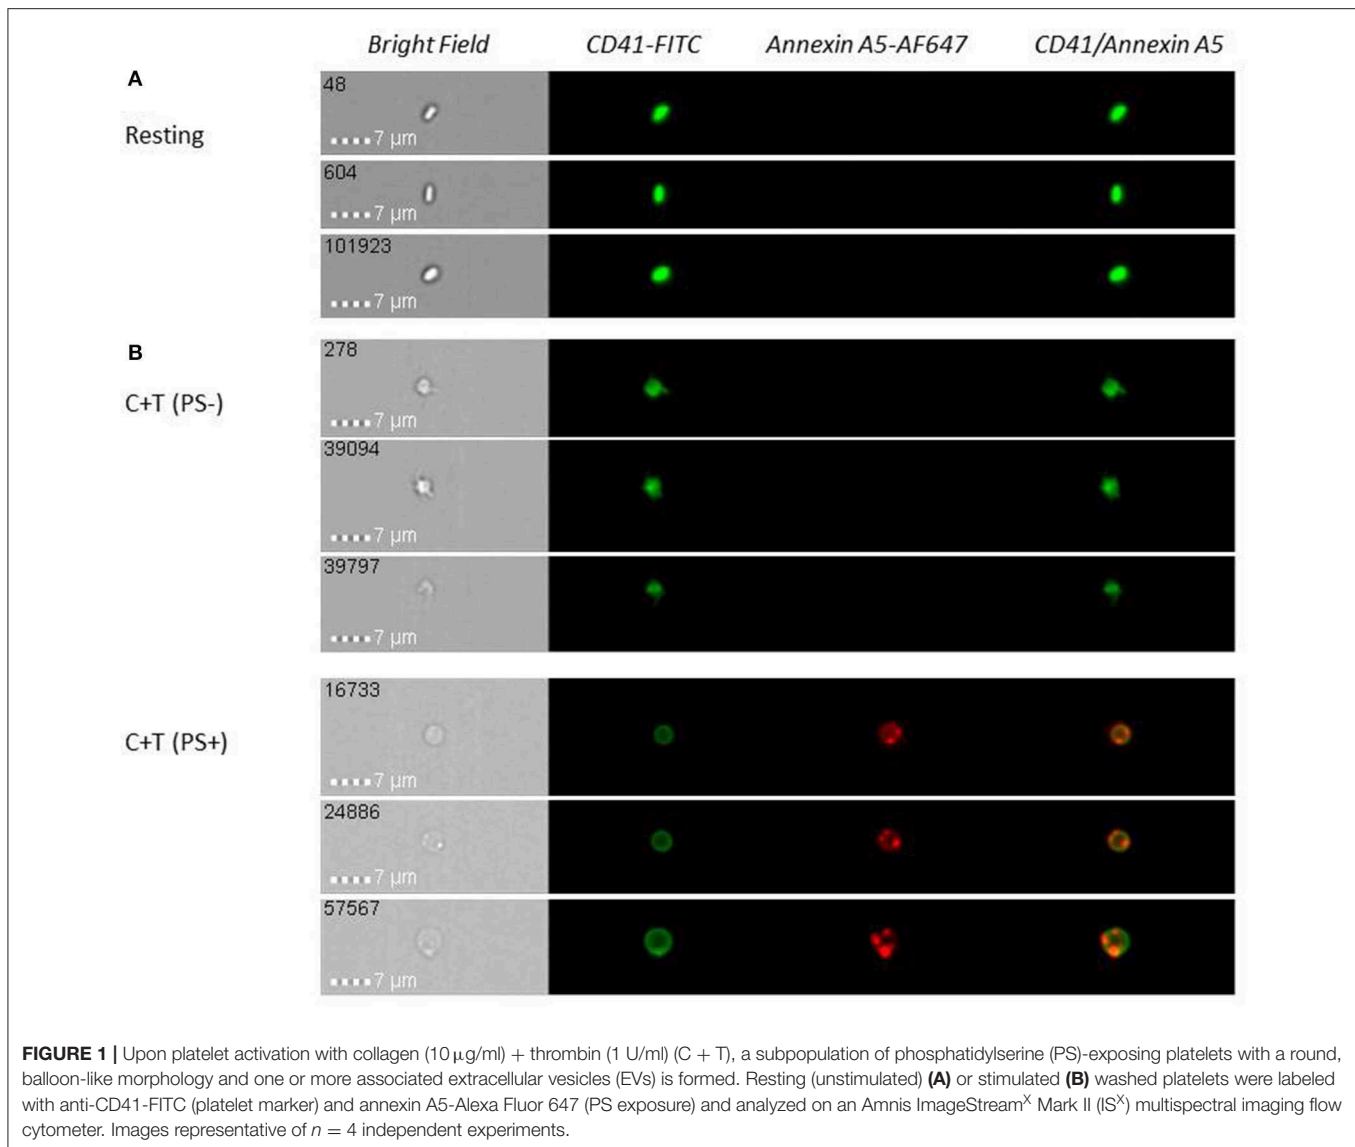 Bright Field CD41-FITC Annexin A5-AF647 CD41/Annexin A5
A
Resting
48
7 µm
604
7 µm
101923
7 µm
B
C+T (PS-)
278
7 µm
39094
7 µm
39797
7 µm
C+T (PS+)
16733
7 µm
24886
7 µm
57567
7 µm
FIGURE 1 | Upon platelet activation with collagen (10 µg/ml) + thrombin (1 U/ml) (C + T), a subpopulation of phosphatidylserine (PS)-exposing platelets with a round,
balloon-like morphology and one or more associated extracellular vesicles (EVs) is formed. Resting (unstimulated) (A) or stimulated (B) washed platelets were labeled
with anti-CD41-FITC (platelet marker) and annexin A5-Alexa Fluor 647 (PS exposure) and analyzed on an Amnis ImageStreamX Mark II (ISX) multispectral imaging flow
cytometer. Images representative of n = 4 independent experiments.